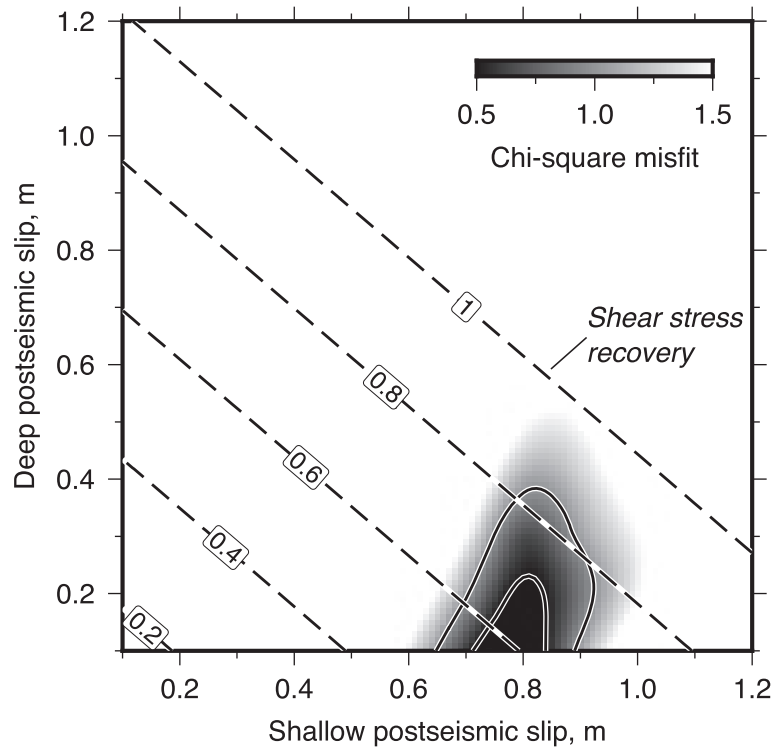 1.2
1.0
0.8
0.6
0.4
0.2
Deep postseismic slip, m
0.5 1.0 1.5
Chi-square misfit
1
Shear stress
recovery
0.8
0.6
0.4
0.2
0.2 0.4 0.6 0.8 1.0 1.2
Shallow postseismic slip, m